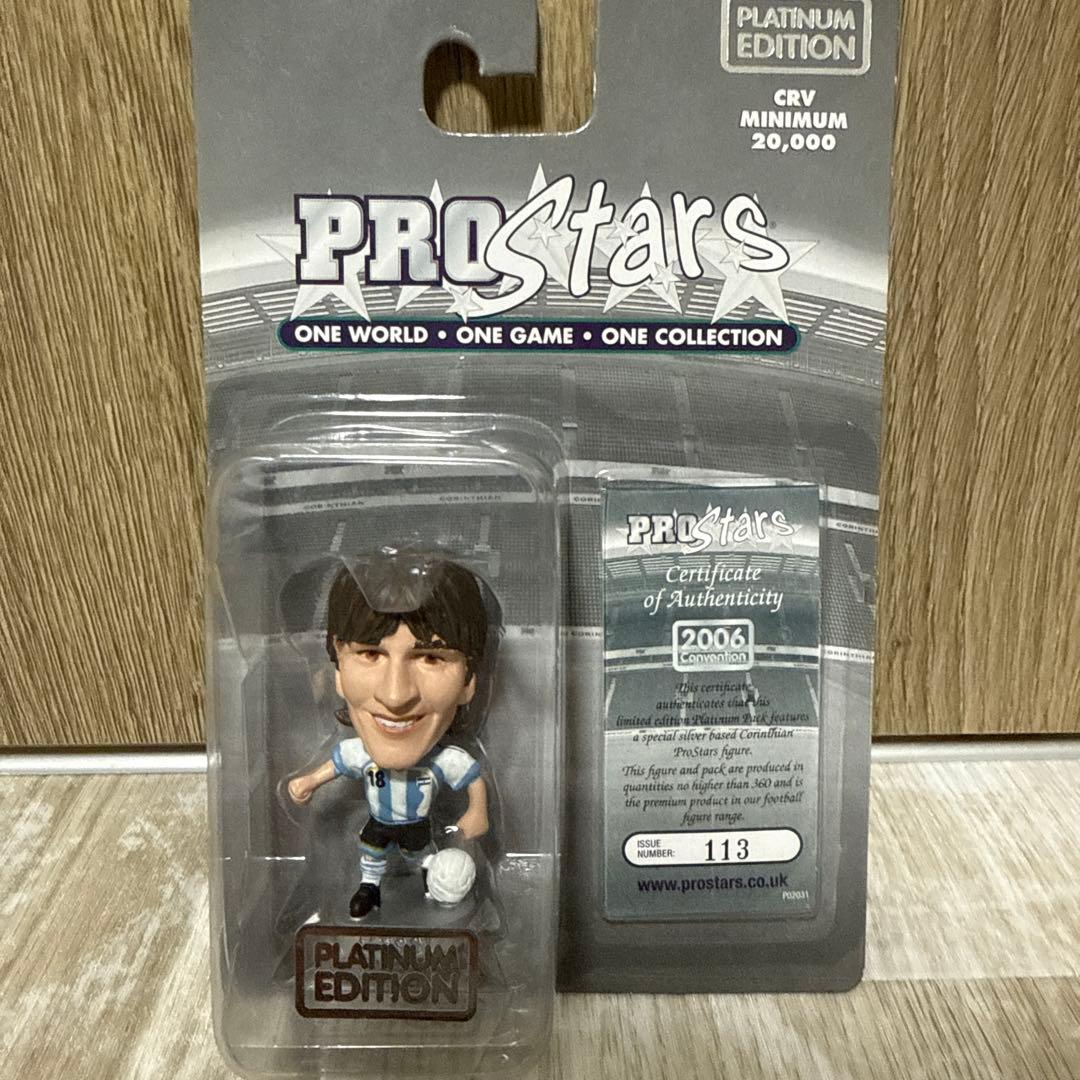 PLATINUM
EDITION
CRV
MINIMUM
20,000
PROStars
ONE WORLD • ONE GAME • ONE COLLECTION
CORINTHIAN
CORINTHIAN
18
PLATINUM
EDITION
PROStars
Certificate
of Authenticity
2006
Convention
This certificate
authenticates that this
limited edition Platinum Pack features
a special silver based Corinthian
ProStars figure.
This figure and pack are produced in
quantities no higher than 360 and is
the premium product in our football
figure range.
ISSUE
NUMBER: 113
www.prostars.co.uk
P02031